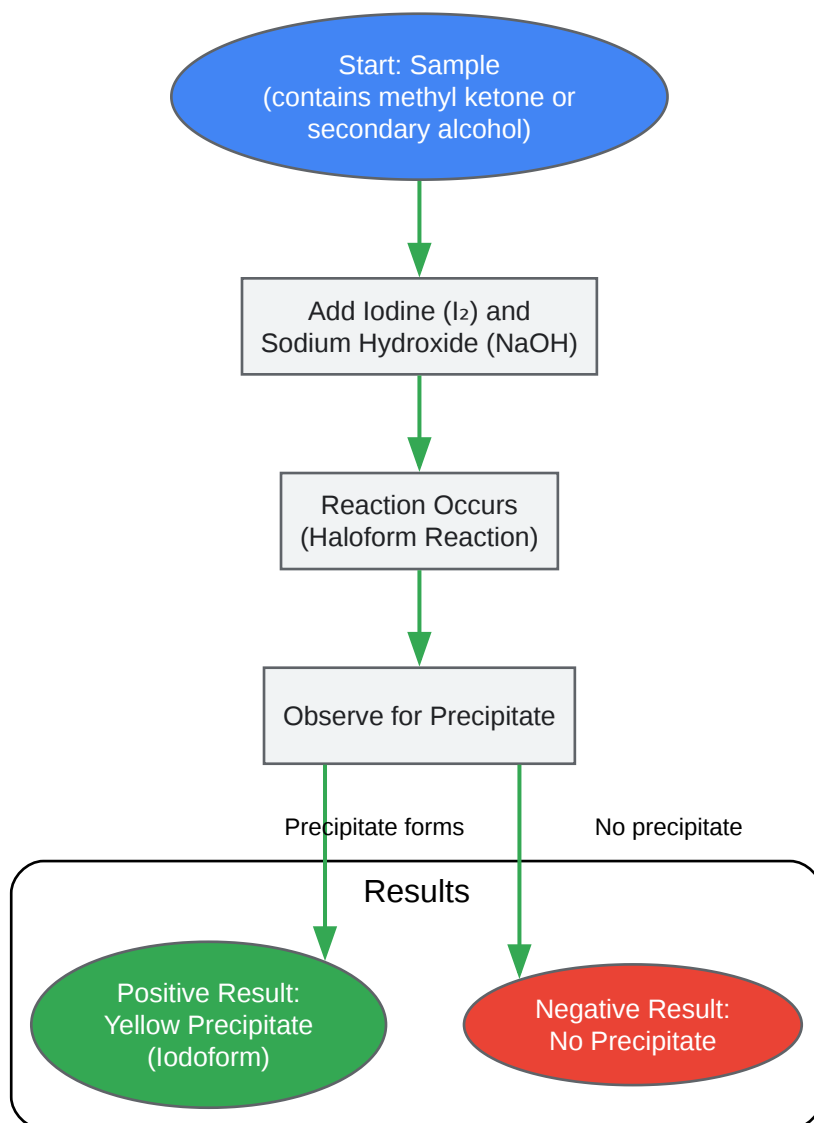 Start: Sample
(contains methyl ketone or
secondary alcohol)
Add Iodine (I₂) and
Sodium Hydroxide (NaOH)
Reaction Occurs
(Haloform Reaction)
Observe for Precipitate
Precipitate forms
No precipitate
Results
Positive Result:
Yellow Precipitate
(Iodoform)
Negative Result:
No Precipitate